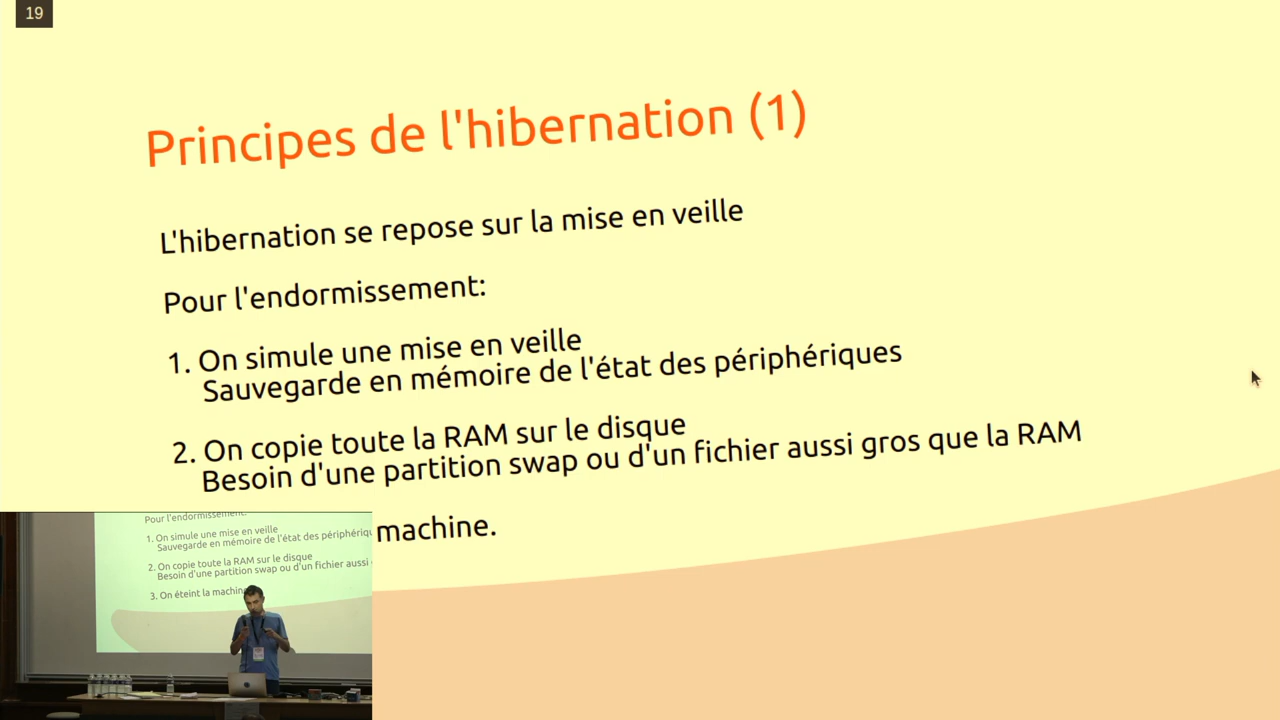 19
Principes de l'hibernation (1)
L'hibernation se repose sur la mise en veille
Pour l'endormissement:
1. On simule une mise en veille
Sauvegarde en mémoire de l'état des périphériques
2. On copie toute la RAM sur le disque
Besoin d'une partition swap ou d'un fichier aussi gros que la RAM
machine.
Pour l'endormissement:
1. On simule une mise en veille
Sauvegarde en mémoire de l'état des périphériqu
2. On copie toute la RAM sur le disque
Besoin d'une partition swap ou d'un fichier aussi
3. On éteint la machin